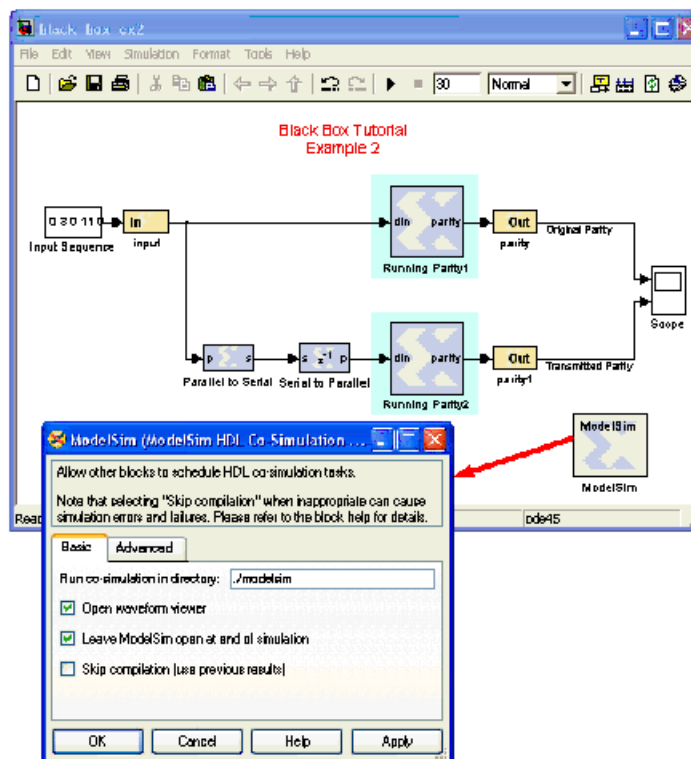 black_box_ex2
File Edit View Simulation Format Tools Help
30 Normal
Black Box Tutorial
Example 2
Input Sequence
In
input
din parity
Running Parity1
Out
parity
Original Parity
Scope
p s
Parallel to Serial
s z-1 p
Serial to Parallel
din parity
Running Parity2
Out
parity1
Transmitted Parity
ModelSim
ModelSim
ode45
ModelSim (ModelSim HDL Co-Simulation ...
Allow other blocks to schedule HDL co-simulation tasks.
Note that selecting "Skip compilation" when inappropriate can cause
simulation errors and failures. Please refer to the block help for details.
Basic Advanced
Run co-simulation in directory: ./modelsim
Open waveform viewer
Leave ModelSim open at end of simulation
Skip compilation (use previous results)
OK Cancel Help Apply